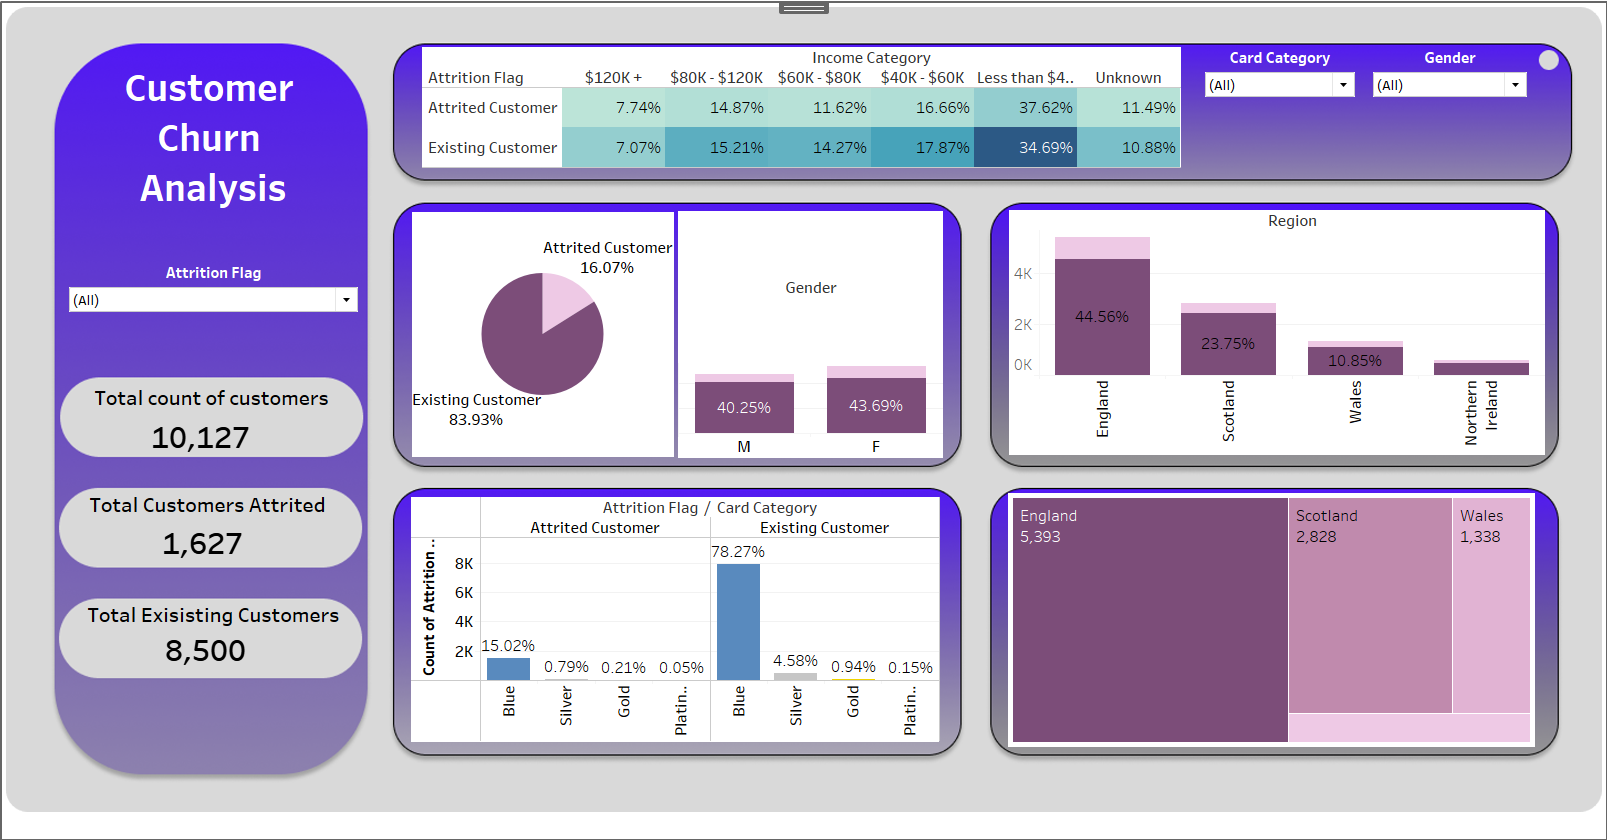 Customer
Churn
Analysis
Attrition Flag
(All)
Total count of customers
10,127
Total Customers Attrited
1,627
Total Exisisting Customers
8,500
Income Category
Attrition Flag $120K + $80K - $120K $60K - $80K $40K - $60K Less than $4.. Unknown
Attrited Customer 7.74% 14.87% 11.62% 16.66% 37.62% 11.49%
Existing Customer 7.07% 15.21% 14.27% 17.87% 34.69% 10.88%
Card Category Gender
(All) (All)
Attrited Customer
16.07%
Existing Customer
83.93%
Gender
40.25% 43.69%
M F
Region
4K
2K
0K
44.56%
23.75%
10.85%
England
Scotland
Wales
Northern
Ireland
Attrition Flag / Card Category
Attrited Customer Existing Customer
Count of Attrition ..
8K
6K
4K
2K
15.02% 0.79% 0.21% 0.05% 78.27% 4.58% 0.94% 0.15%
Blue Silver Gold Platin.. Blue Silver Gold Platin..
England
5,393
Scotland
2,828
Wales
1,338